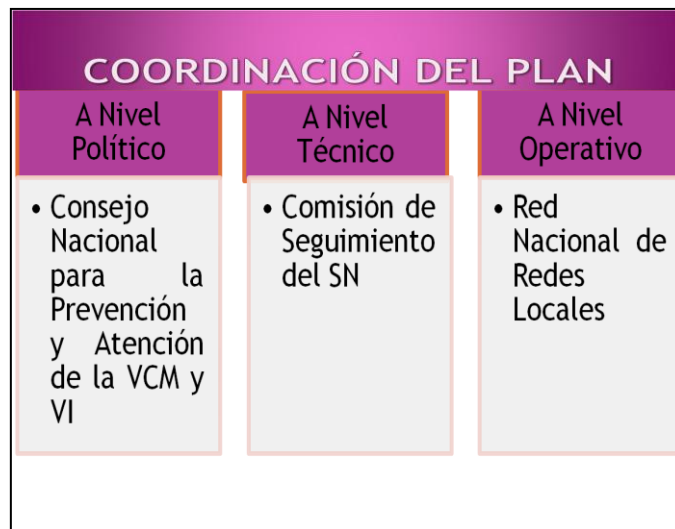 COORDINACIÓN DEL PLAN
A Nivel
Político
• Consejo
Nacional
para la
Prevención
y Atención
de la VCM y
VI
A Nivel
Técnico
• Comisión de
Seguimiento
del SN
A Nivel
Operativo
• Red
Nacional de
Redes
Locales